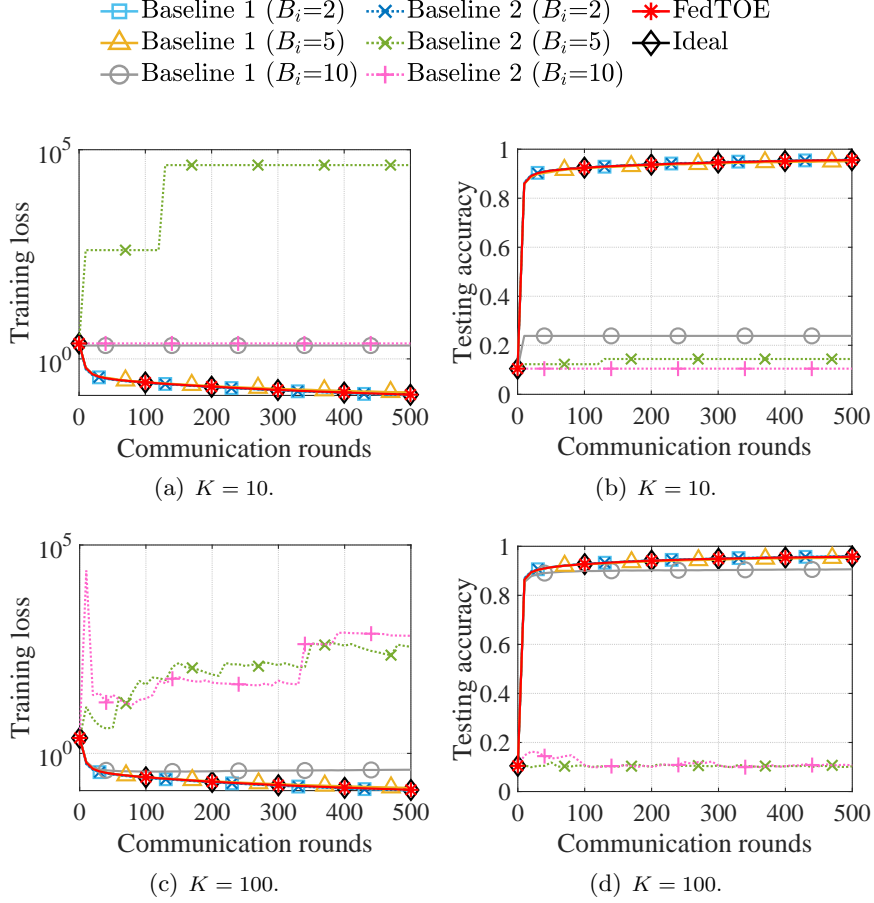 Baseline 1 (B_i=2) Baseline 2 (B_i=2) FedTOE
Baseline 1 (B_i=5) Baseline 2 (B_i=5) Ideal
Baseline 1 (B_i=10) Baseline 2 (B_i=10)
10^5
10^0
Training loss
0 100 200 300 400 500
Communication rounds
(a) K = 10.
1
0.8
0.6
0.4
0.2
0
Testing accuracy
0 100 200 300 400 500
Communication rounds
(b) K = 10.
10^5
10^0
Training loss
0 100 200 300 400 500
Communication rounds
(c) K = 100.
1
0.8
0.6
0.4
0.2
0
Testing accuracy
0 100 200 300 400 500
Communication rounds
(d) K = 100.